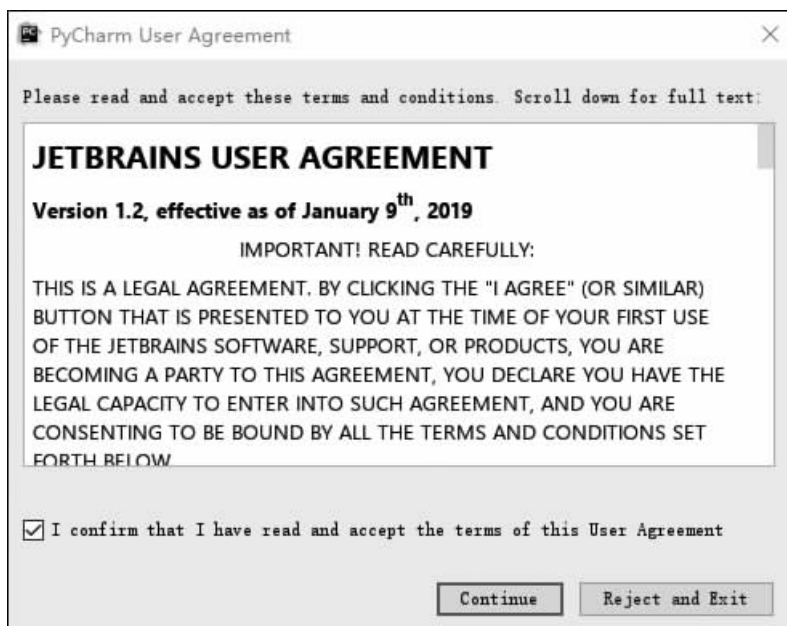 PyCharm User Agreement
Please read and accept these terms and conditions. Scroll down for full text:
JETBRAINS USER AGREEMENT
Version 1.2, effective as of January 9th, 2019
IMPORTANT! READ CAREFULLY:
THIS IS A LEGAL AGREEMENT. BY CLICKING THE "I AGREE" (OR SIMILAR)
BUTTON THAT IS PRESENTED TO YOU AT THE TIME OF YOUR FIRST USE
OF THE JETBRAINS SOFTWARE, SUPPORT, OR PRODUCTS, YOU ARE
BECOMING A PARTY TO THIS AGREEMENT, YOU DECLARE YOU HAVE THE
LEGAL CAPACITY TO ENTER INTO SUCH AGREEMENT, AND YOU ARE
CONSENTING TO BE BOUND BY ALL THE TERMS AND CONDITIONS SET
FORTH BELOW
I confirm that I have read and accept the terms of this User Agreement
Continue Reject and Exit